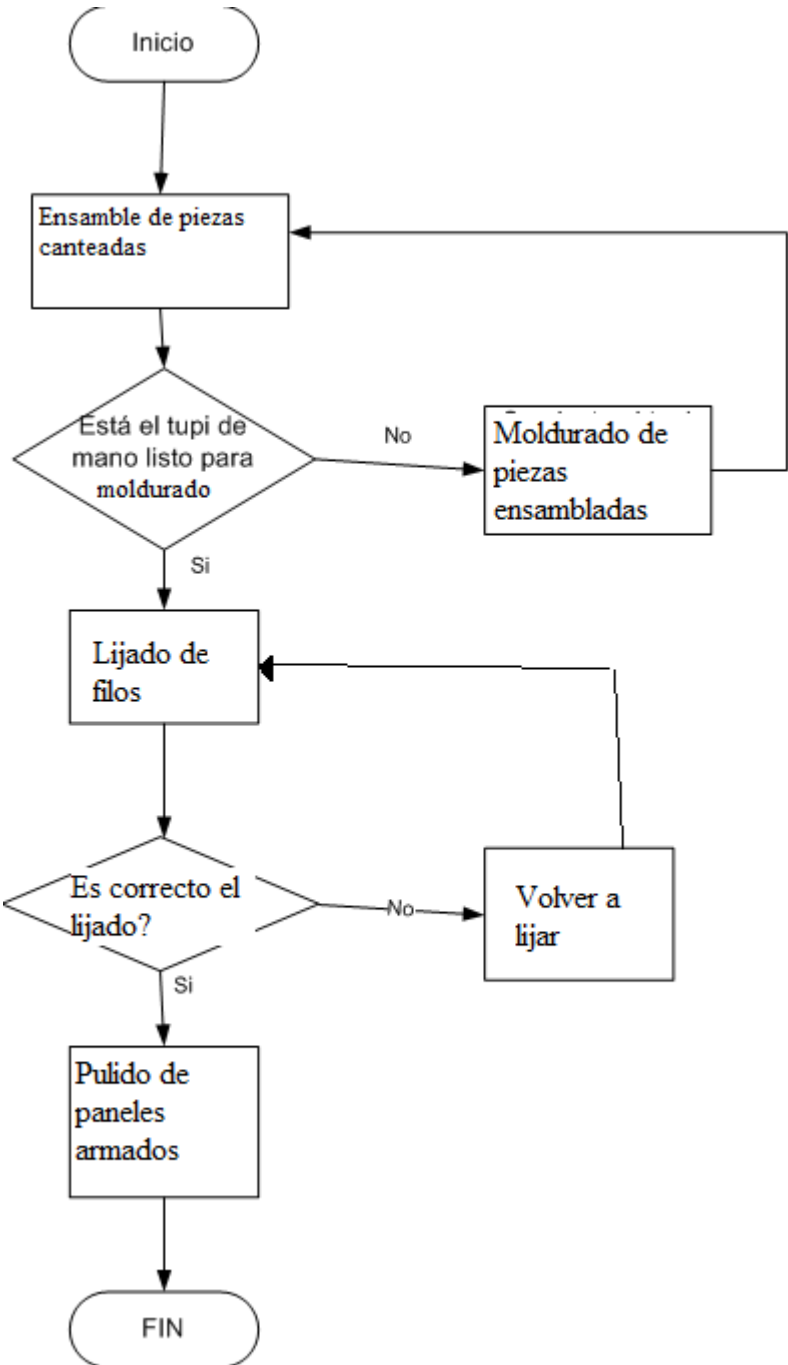 Inicio
Ensamble de piezas
canteadas
Está el tupi de
mano listo para
moldurado
No
Moldurado de
piezas
ensambladas
Si
Lijado de
filos
Es correcto el
lijado?
No
Volver a
lijar
Si
Pulido de
paneles
armados
FIN